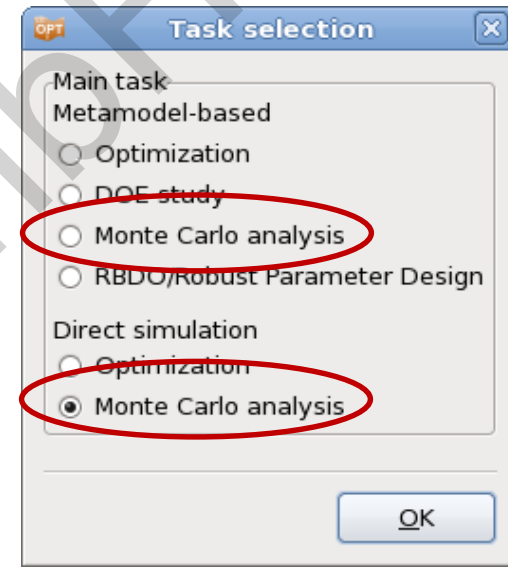 OPT
Task selection
Main task
Metamodel-based
Optimization
DOE study
Monte Carlo analysis
RBDO/Robust Parameter Design
Direct simulation
Optimization
Monte Carlo analysis
OK